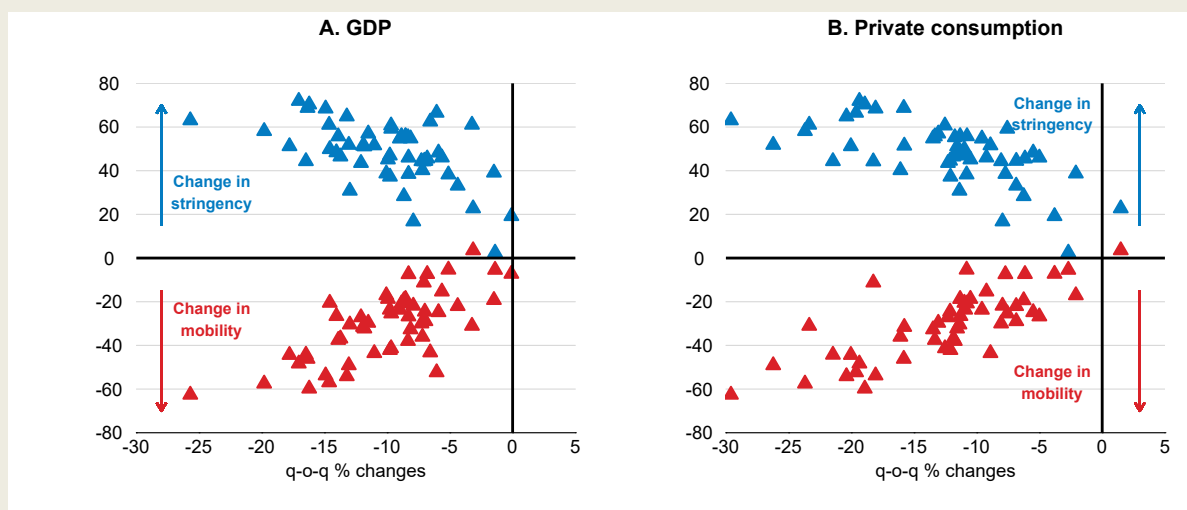 A. GDP
80
60
40
20
0
-20
-40
-60
-80
-30
-25
-20
-15
-10
-5
0
5
q-o-q % changes
Change in
stringency
Change in
mobility
B. Private consumption
80
60
40
20
0
-20
-40
-60
-80
-30
-25
-20
-15
-10
-5
0
5
q-o-q % changes
Change in
stringency
Change in
mobility